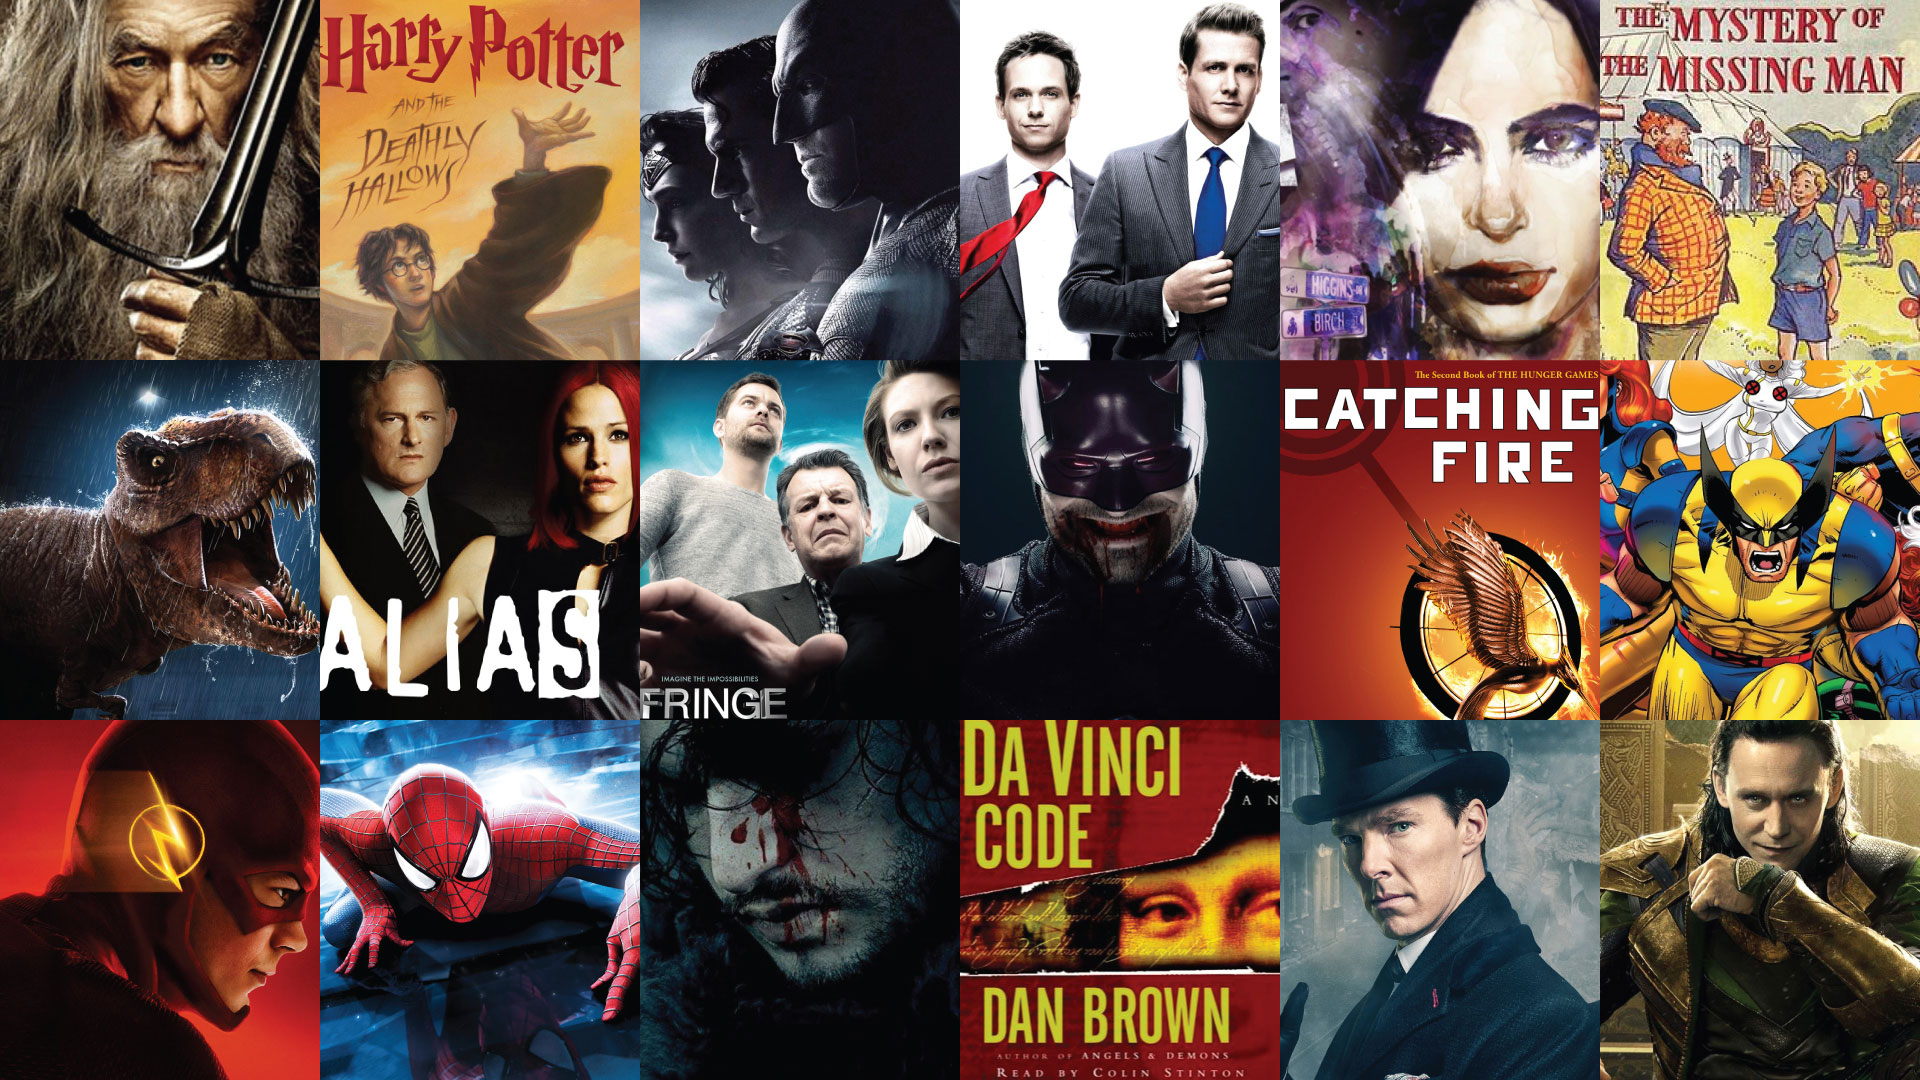 Harry Potter
AND THE
DEATHLY
HALLOWS
HIGGINS
BIRCH
THE MYSTERY OF
THE MISSING MAN
ALIAS
IMAGINE THE IMPOSSIBILITIES
FRINGE
The Second Book of THE HUNGER GAMES
CATCHING
FIRE
DA VINCI
CODE
A N
DAN BROWN
AUTHOR OF ANGELS & DEMONS
READ BY COLIN STINTON